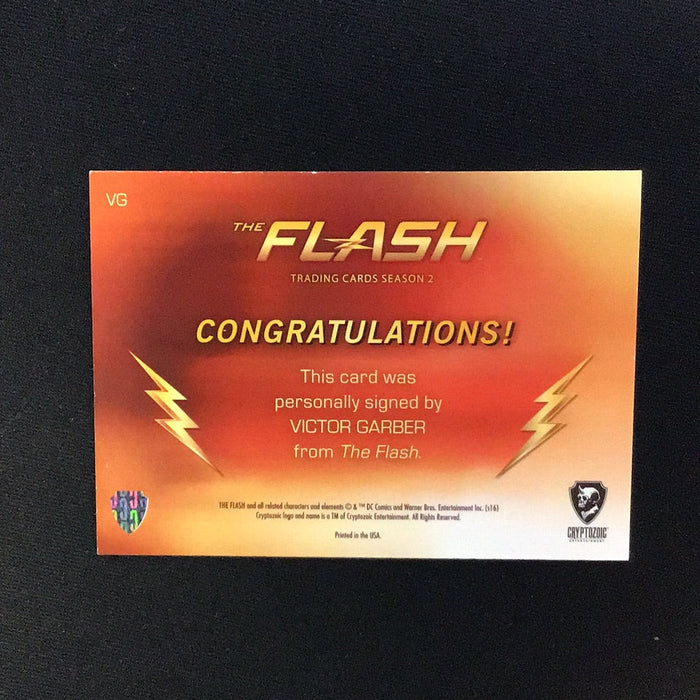 VG
THE FLASH
TRADING CARDS SEASON 2
CONGRATULATIONS!
This card was
personally signed by
VICTOR GARBER
from The Flash.
THE FLASH and all related characters and elements © & ™ DC Comics and Warner Bros. Entertainment Inc. (s16)
Cryptozoic logo and name is a TM of Cryptozoic Entertainment. All Rights Reserved.
Printed in the USA.
CRYPTOZOIC
ENTERTAINMENT